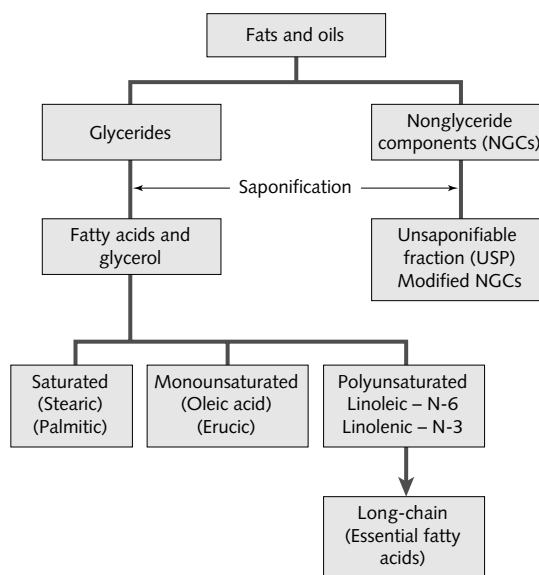 Fats and oils
Glycerides
Nonglyceride
components (NGCs)
Saponification
Fatty acids and
glycerol
Unsaponifiable
fraction (USP)
Modified NGCs
Saturated
(Stearic)
(Palmitic)
Monounsaturated
(Oleic acid)
(Erucic)
Polyunsaturated
Linoleic – N-6
Linolenic – N-3
Long-chain
(Essential fatty
acids)